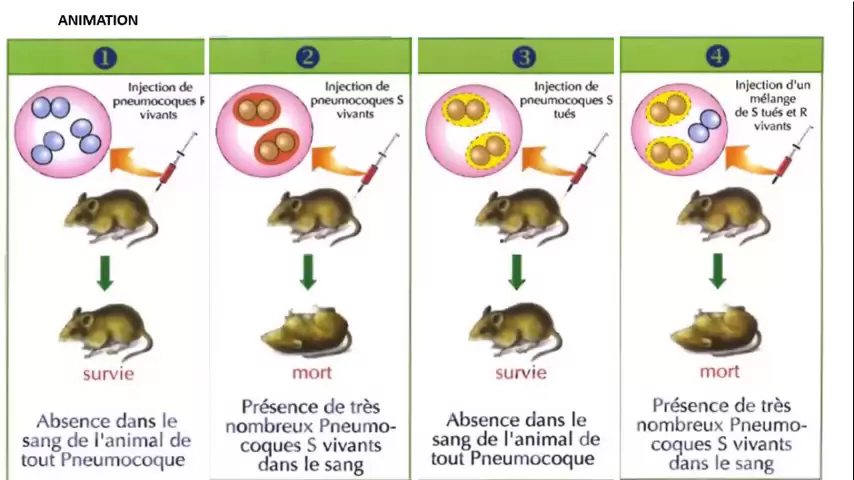 ANIMATION
1
Injection de
pneumocoques R
vivants
survie
Absence dans le
sang de l'animal de
tout Pneumocoque
2
Injection de
pneumocoques S
vivants
mort
Présence de très
nombreux Pneumo-
coques S vivants
dans le sang
3
Injection de
pneumocoques S
tués
survie
Absence dans le
sang de l'animal de
tout Pneumocoque
4
Injection d'un
mélange
de S tués et R
vivants
mort
Présence de très
nombreux Pneumo-
coques S vivants
dans le sang